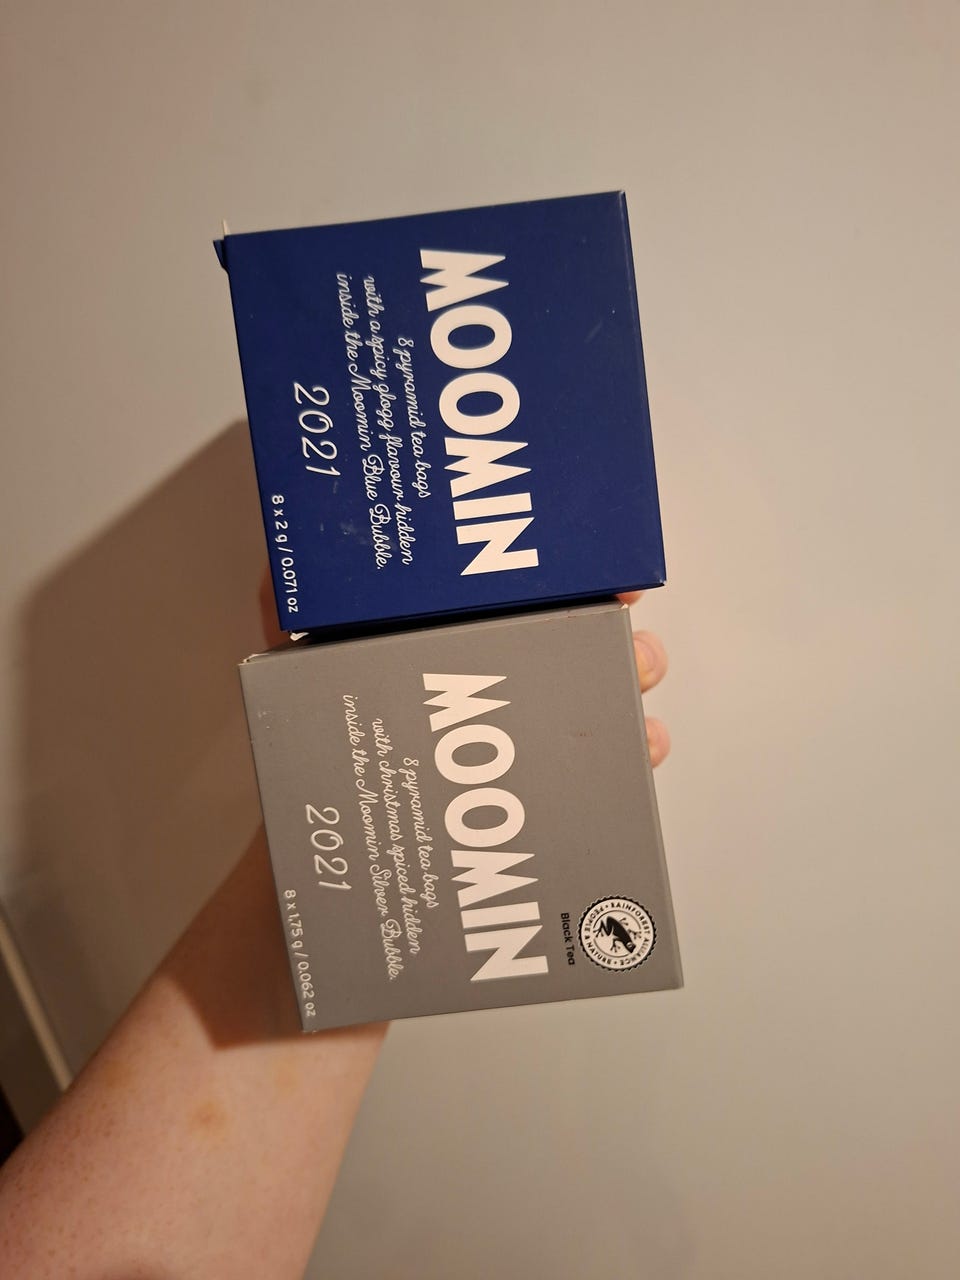 MOOMIN
8 pyramid tea bags
with a spicy glogg flavour hidden
inside the Moomin Blue Bubble.
2021
8 x 2 g / 0.071 oz
RAINFOREST ALLIANCE
PEOPLE & NATURE
Black Tea
MOOMIN
8 pyramid tea bags
with christmas spiced hidden
inside the Moomin Silver Bubble.
2021
8 x 1,75 g / 0.062 oz